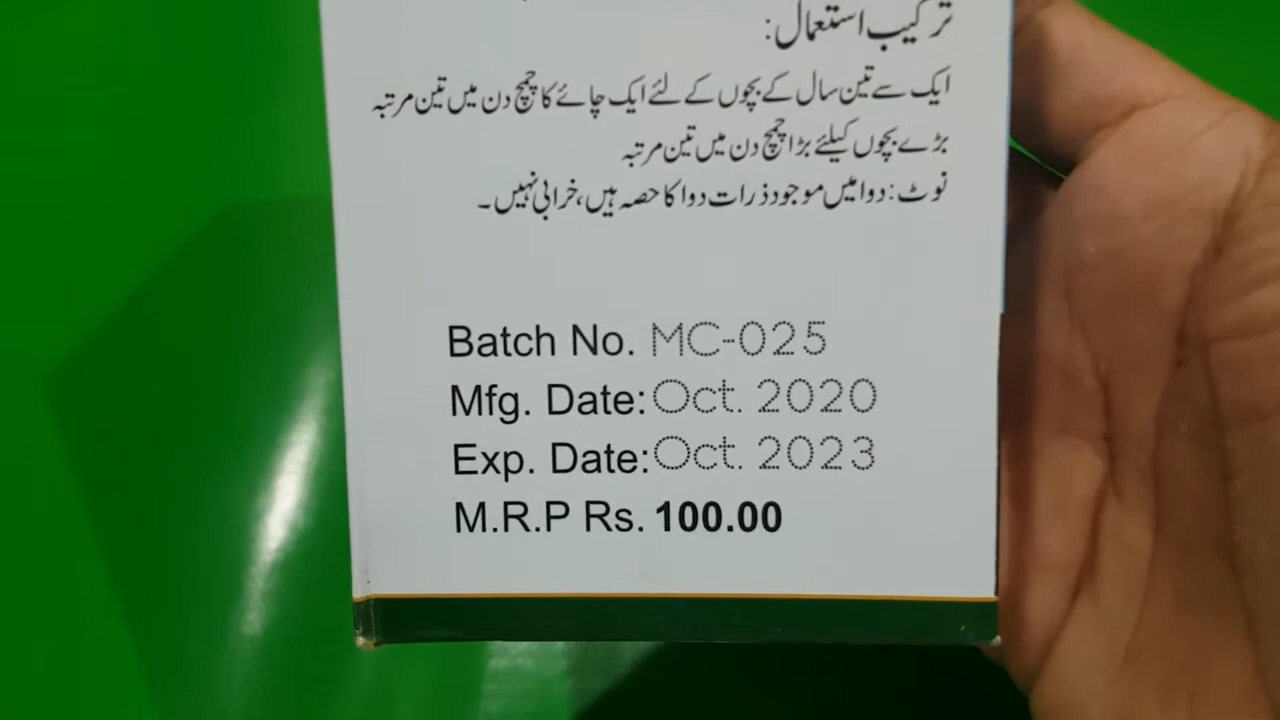 ترکیب استعمال:
ایک سے تین سال کے بچوں کے لئے ایک چائے کا چمچ دن میں تین مرتبہ
بڑے بچوں کیلئے بڑا چمچ دن میں تین مرتبہ
نوٹ: دوا میں موجود ذرات دوا کا حصہ ہیں، خرابی نہیں۔
Batch No. MC-025
Mfg. Date: Oct. 2020
Exp. Date: Oct. 2023
M.R.P Rs. 100.00